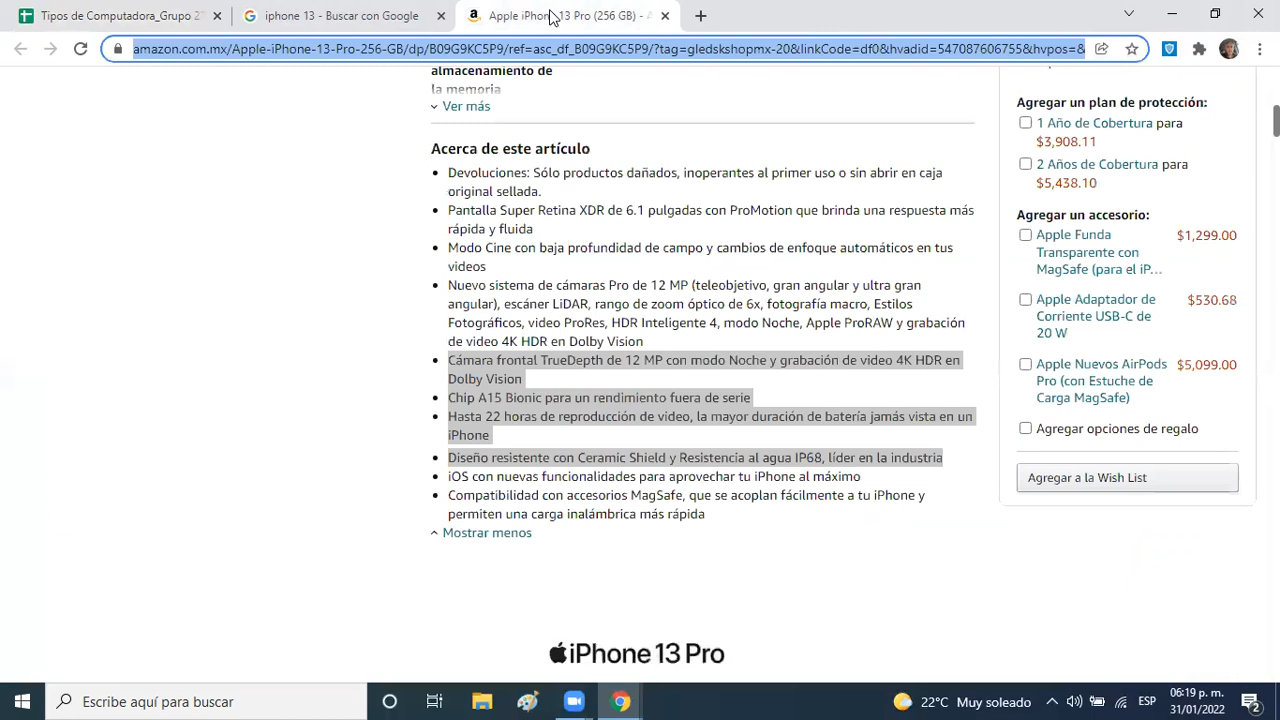 Tipos de Computadora_Grupo 2
iphone 13 - Buscar con Google
Apple iPhone 13 Pro (256 GB) - A
amazon.com.mx/Apple-iPhone-13-Pro-256-GB/dp/B09G9KC5P9/ref=asc_df_B09G9KC5P9/?tag=gledskshopmx-20&linkCode=df0&hvadid=547087606755&hvpos=&
almacenamiento de
la memoria
Ver más
Acerca de este artículo
Devoluciones: Sólo productos dañados, inoperantes al primer uso o sin abrir en caja
original sellada.
Pantalla Super Retina XDR de 6.1 pulgadas con ProMotion que brinda una respuesta más
rápida y fluida
Modo Cine con baja profundidad de campo y cambios de enfoque automáticos en tus
videos
Nuevo sistema de cámaras Pro de 12 MP (teleobjetivo, gran angular y ultra gran
angular), escáner LiDAR, rango de zoom óptico de 6x, fotografía macro, Estilos
Fotográficos, video ProRes, HDR Inteligente 4, modo Noche, Apple ProRAW y grabación
de video 4K HDR en Dolby Vision
Cámara frontal TrueDepth de 12 MP con modo Noche y grabación de video 4K HDR en
Dolby Vision
Chip A15 Bionic para un rendimiento fuera de serie
Hasta 22 horas de reproducción de video, la mayor duración de batería jamás vista en un
iPhone
Diseño resistente con Ceramic Shield y Resistencia al agua IP68, líder en la industria
iOS con nuevas funcionalidades para aprovechar tu iPhone al máximo
Compatibilidad con accesorios MagSafe, que se acoplan fácilmente a tu iPhone y
permiten una carga inalámbrica más rápida
Mostrar menos
Agregar un plan de protección:
1 Año de Cobertura para
$3,908.11
2 Años de Cobertura para
$5,438.10
Agregar un accesorio:
Apple Funda $1,299.00
Transparente con
MagSafe (para el iP...
Apple Adaptador de $530.68
Corriente USB-C de
20 W
Apple Nuevos AirPods $5,099.00
Pro (con Estuche de
Carga MagSafe)
Agregar opciones de regalo
Agregar a la Wish List
iPhone 13 Pro
Escribe aquí para buscar
22°C Muy soleado
ESP
06:19 p. m.
31/01/2022
2